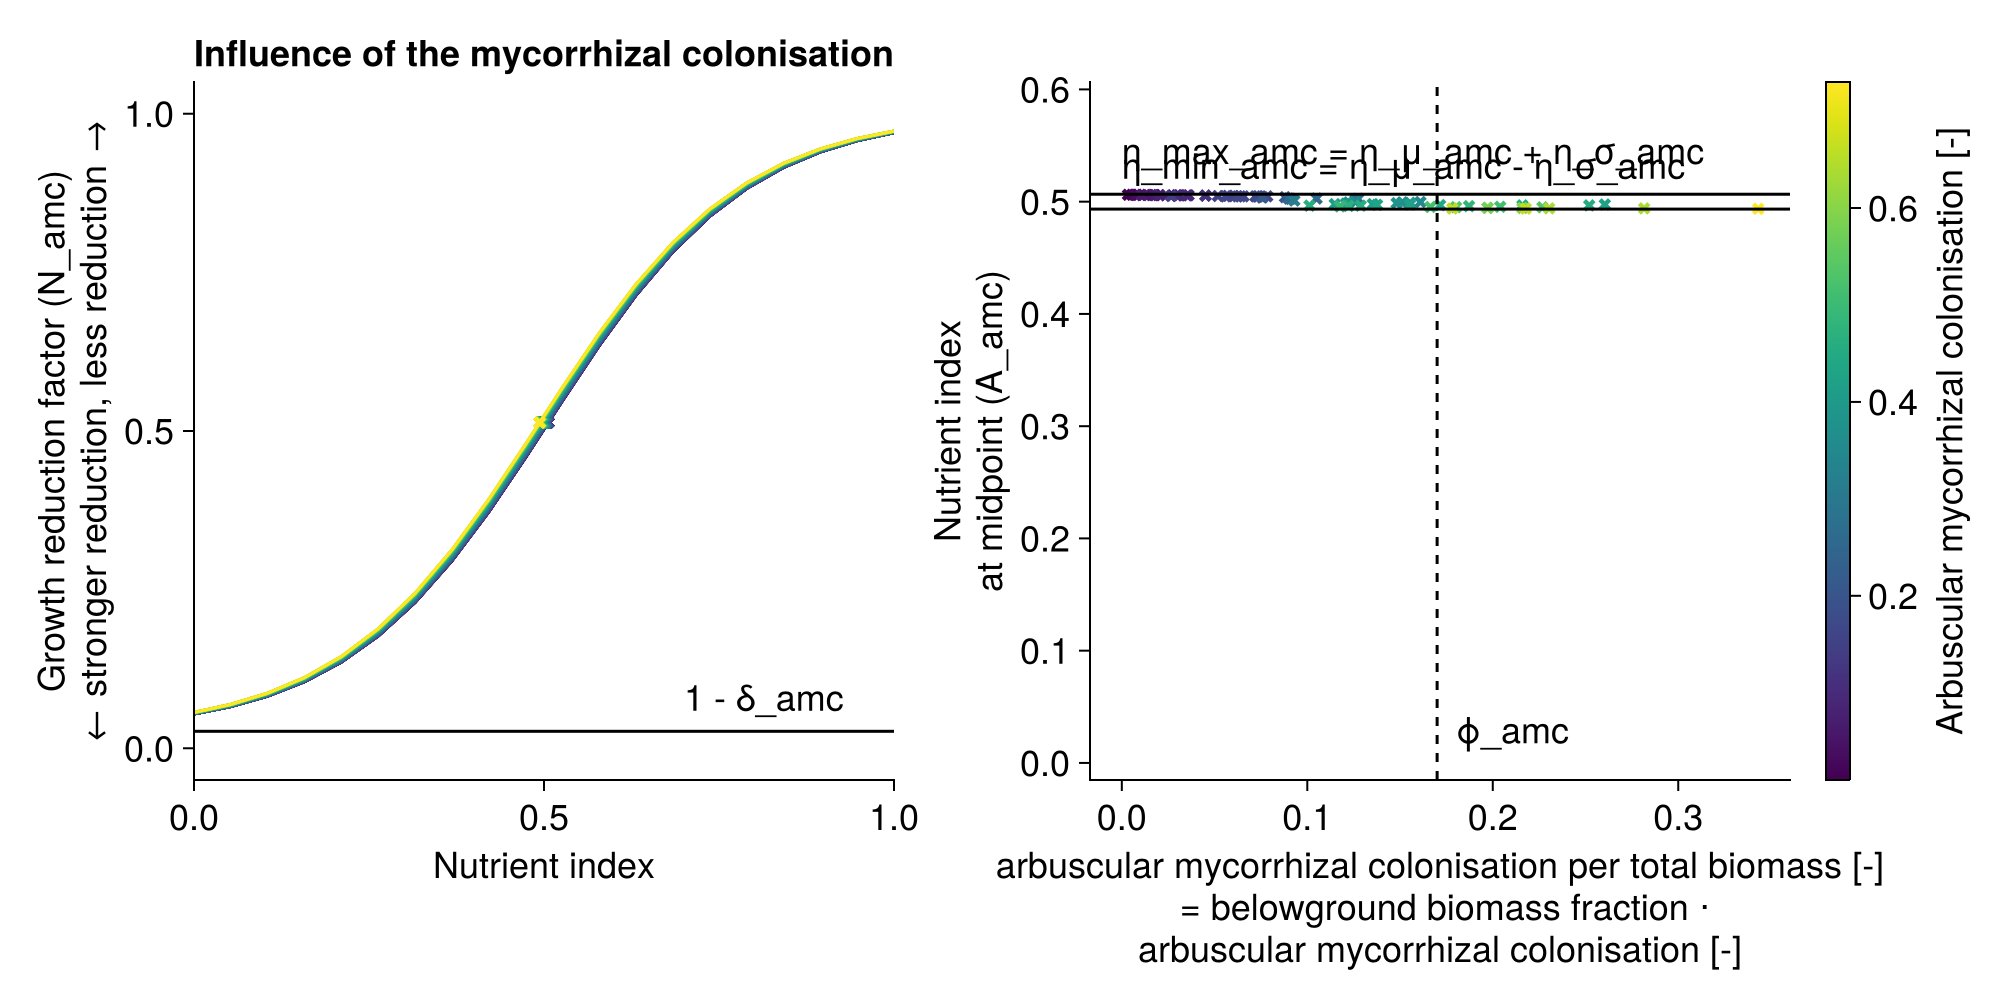 Influence of the mycorrhizal colonisation
Growth reduction factor (N_amc)
← stronger reduction, less reduction →
1.0
0.5
0.0
1 - δ_amc
0.0
0.5
1.0
Nutrient index
Nutrient index
at midpoint (A_amc)
0.6
0.5
0.4
0.3
0.2
0.1
0.0
η_max_amc = η_μ_amc + η_σ_amc
η_min_amc = η_μ_amc - η_σ_amc
ϕ_amc
0.0
0.1
0.2
0.3
arbuscular mycorrhizal colonisation per total biomass [-]
= belowground biomass fraction ⋅
arbuscular mycorrhizal colonisation [-]
0.6
0.4
0.2
Arbuscular mycorrhizal colonisation [-]